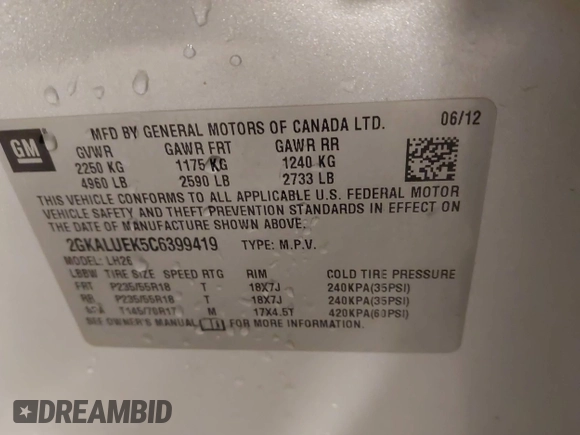 GM
MFD BY GENERAL MOTORS OF CANADA LTD. 06/12
GVWR GAWR FRT GAWR RR
2250 KG 1175 KG 1240 KG
4960 LB 2590 LB 2733 LB
THIS VEHICLE CONFORMS TO ALL APPLICABLE U.S. FEDERAL MOTOR
VEHICLE SAFETY AND THEFT PREVENTION STANDARDS IN EFFECT ON
THE DATE OF MANUFACTURE SHOWN ABOVE.
2GKALUEK5C6399419 TYPE: M.P.V.
MODEL: LH26
LBBW TIRE SIZE SPEED RTG RIM COLD TIRE PRESSURE
FRT P235/55R18 T 18X7J 240KPA(35PSI)
RR P235/55R18 T 18X7J 240KPA(35PSI)
T145/70R17 M 17X4.5T 420KPA(60PSI)
SEE OWNER'S MANUAL FOR MORE INFORMATION.
DREAMBID